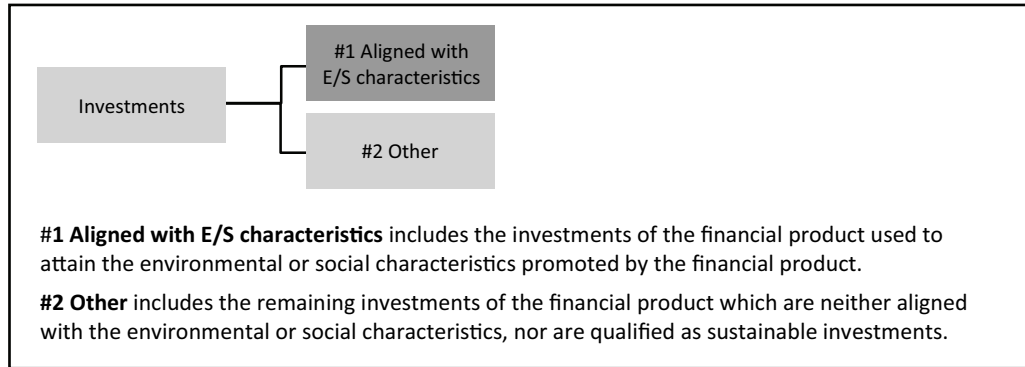 #1 Aligned with
E/S characteristics
Investments
#2 Other
#1 Aligned with E/S characteristics includes the investments of the financial product used to
attain the environmental or social characteristics promoted by the financial product.
#2 Other includes the remaining investments of the financial product which are neither aligned
with the environmental or social characteristics, nor are qualified as sustainable investments.